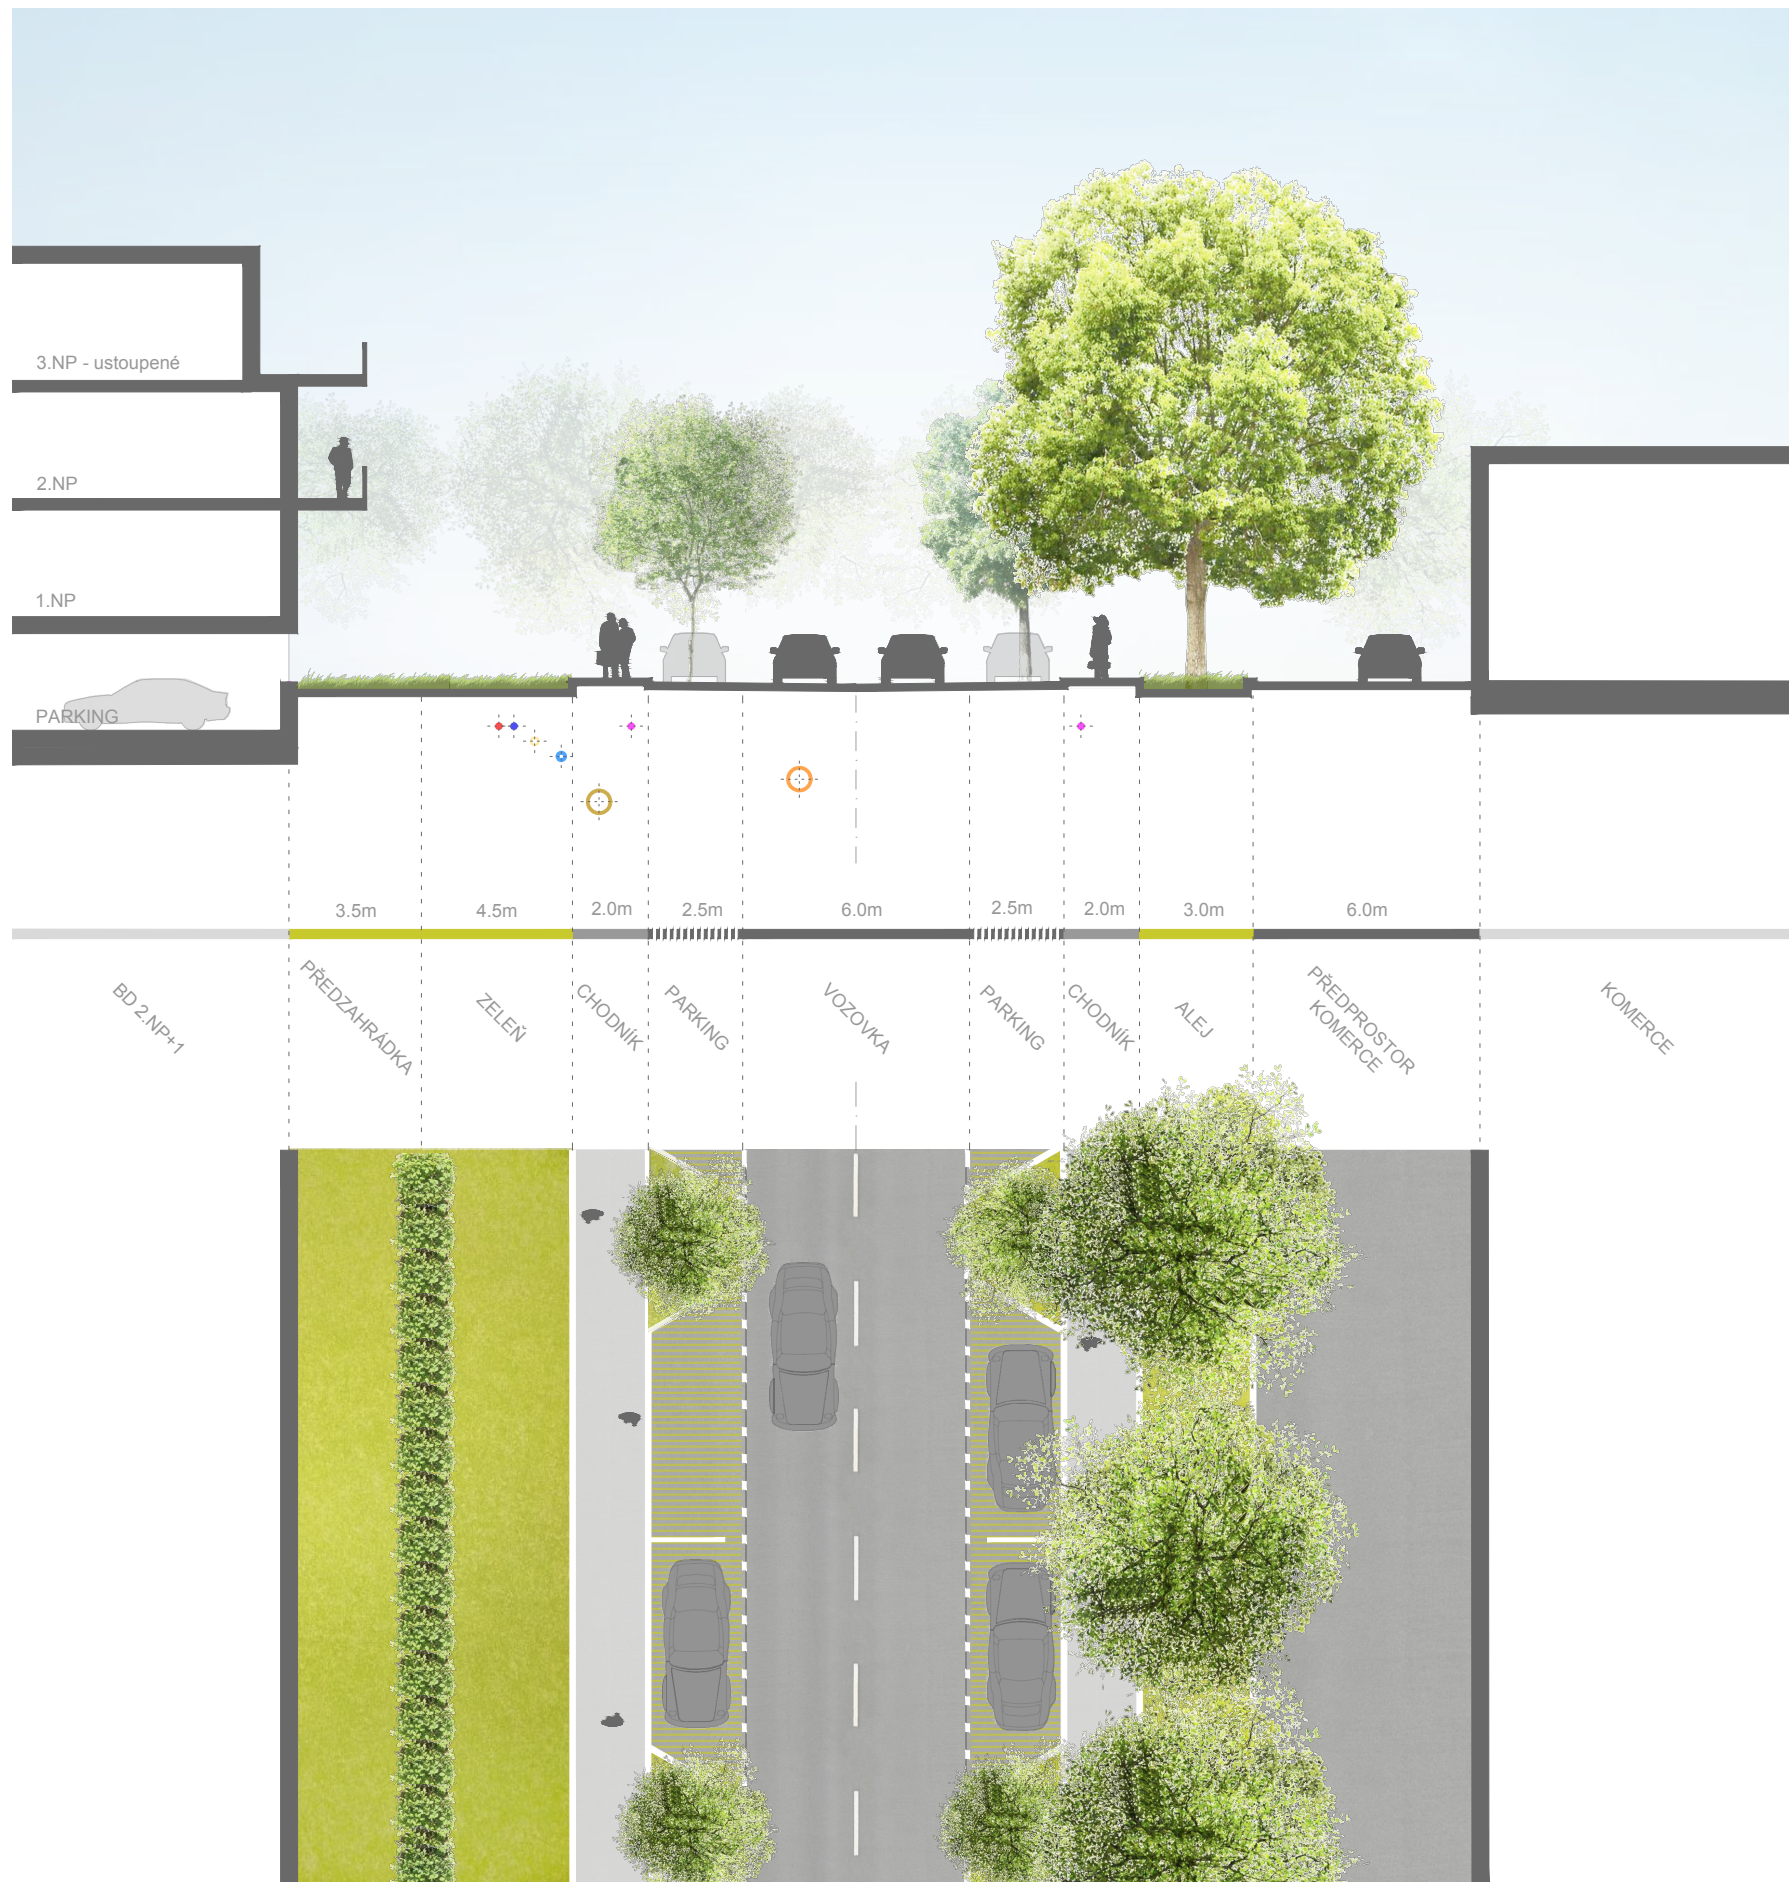 3.NP - ustoupené
2.NP
1.NP
PARKING
3.5m
4.5m
2.0m
2.5m
6.0m
2.5m
2.0m
3.0m
6.0m
BD 2.NP+1
PŘEDZAHRÁDKA
ZELEŇ
CHODNÍK
PARKING
VOZOVKA
PARKING
CHODNÍK
ALEJ
PŘEDPROSTOR
KOMERCE
KOMERCE